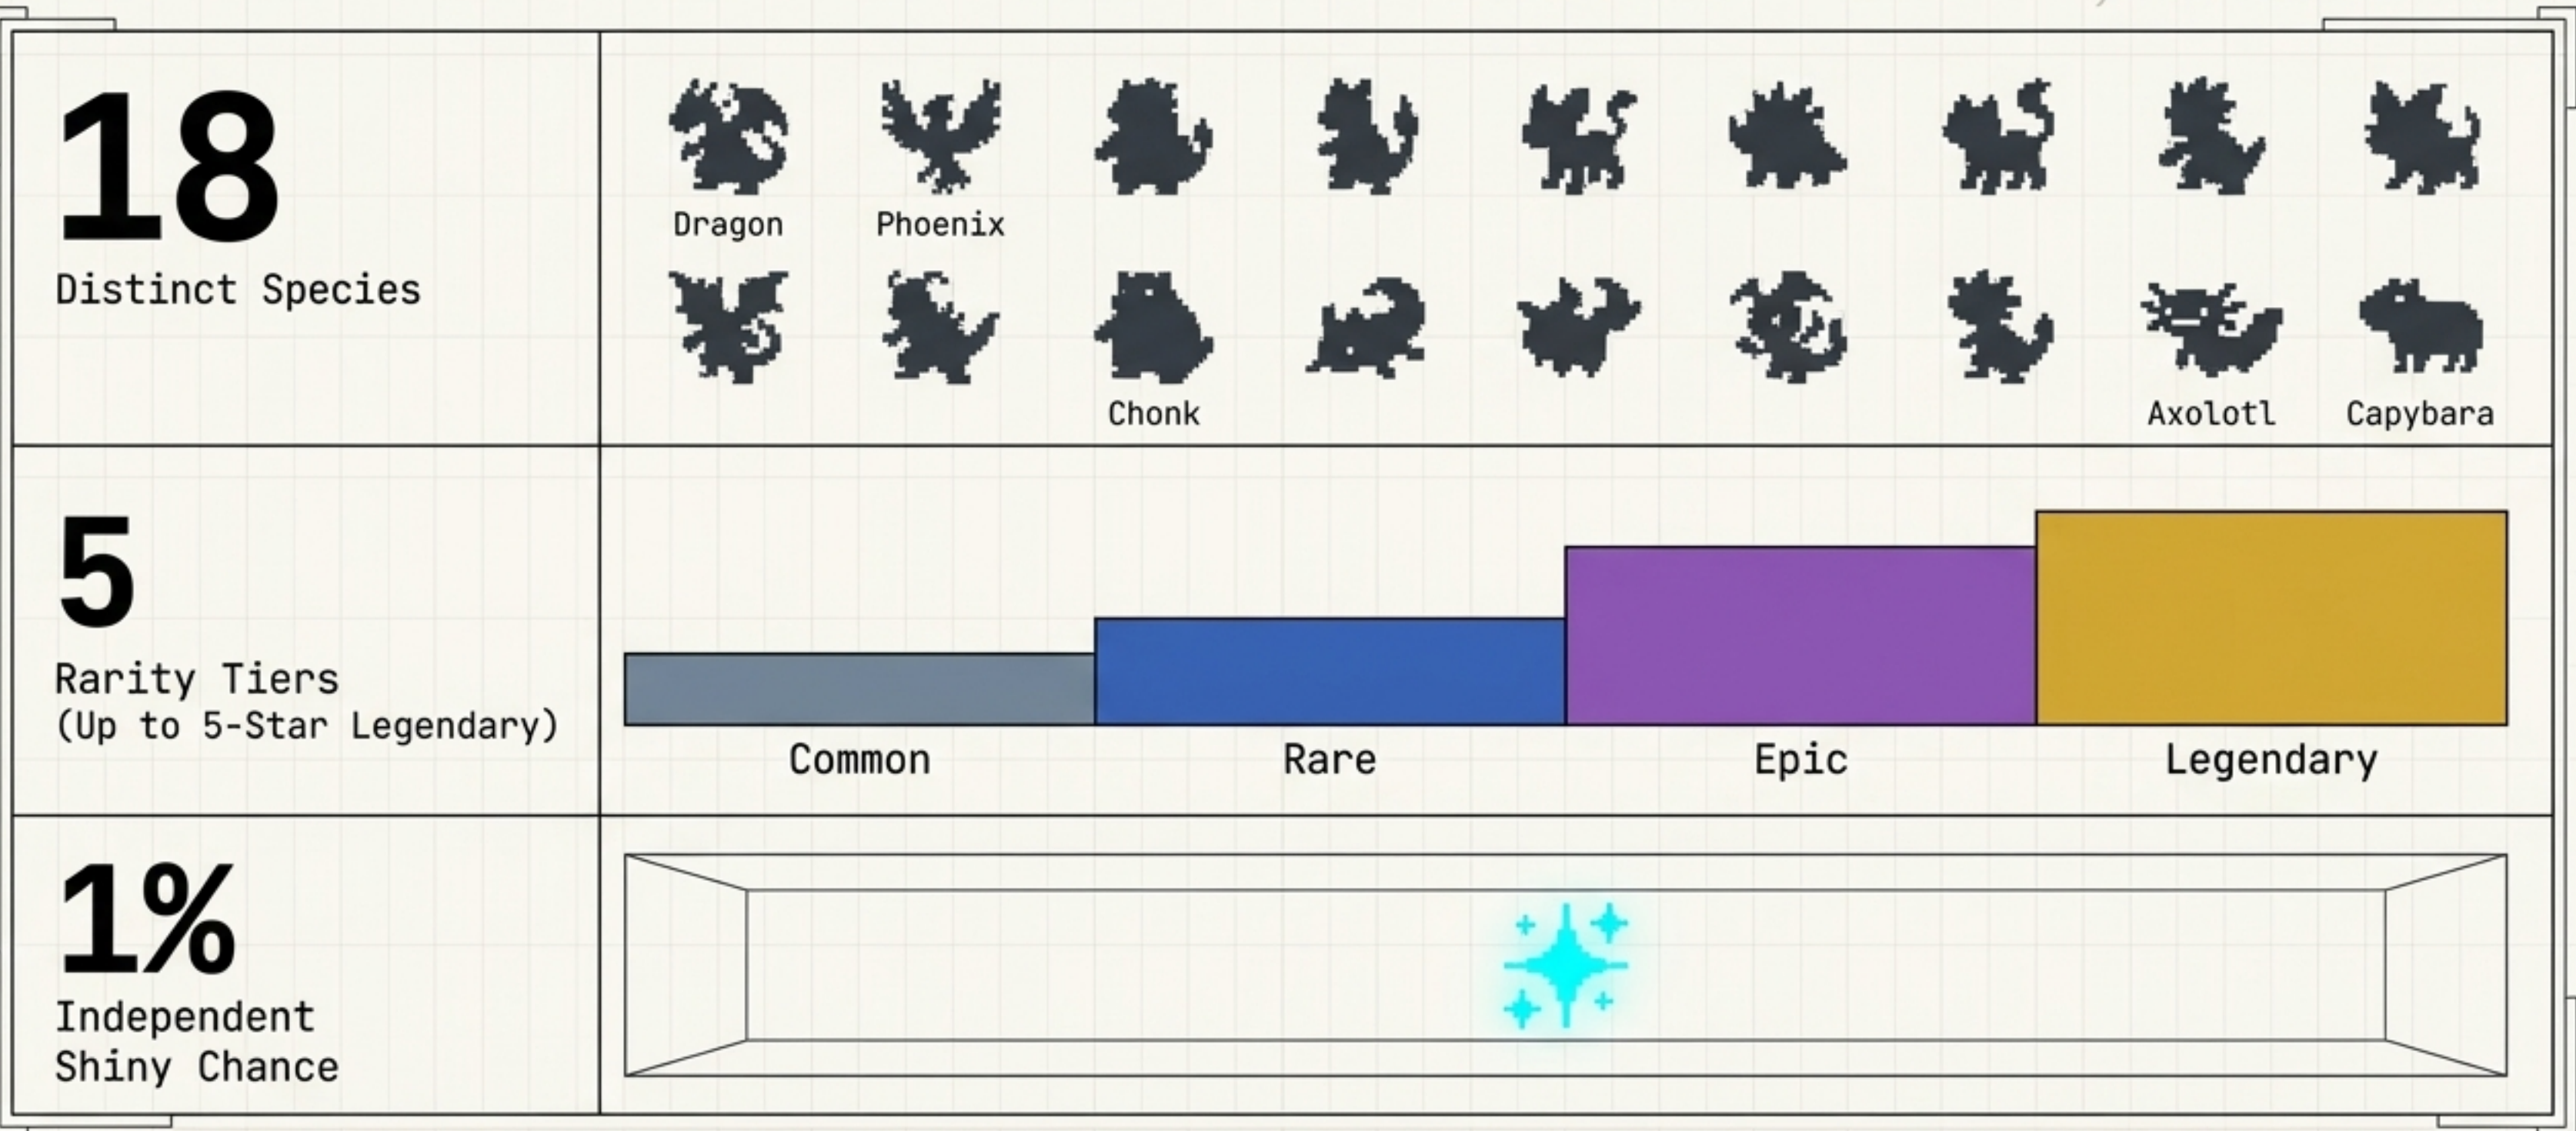 18
Distinct Species
Dragon
Phoenix
Chonk
Axolotl
Capybara
5
Rarity Tiers
(Up to 5-Star Legendary)
Common
Rare
Epic
Legendary
1%
Independent
Shiny Chance